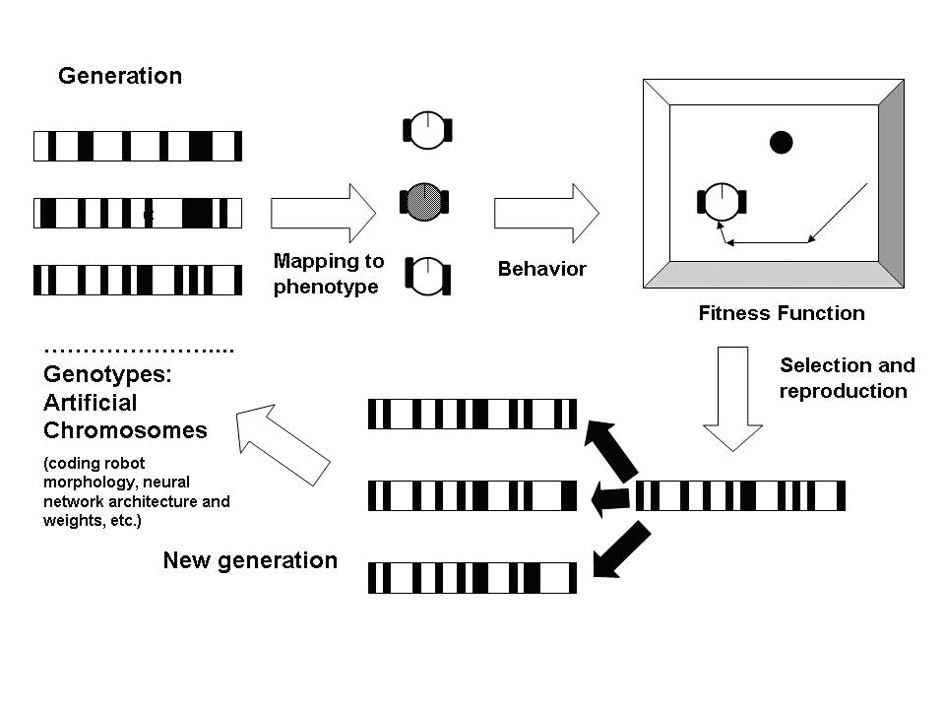 Generation
Mapping to
phenotype
Behavior
Fitness Function
Selection and
reproduction
…………………......
Genotypes:
Artificial
Chromosomes
(coding robot
morphology, neural
network architecture and
weights, etc.)
New generation